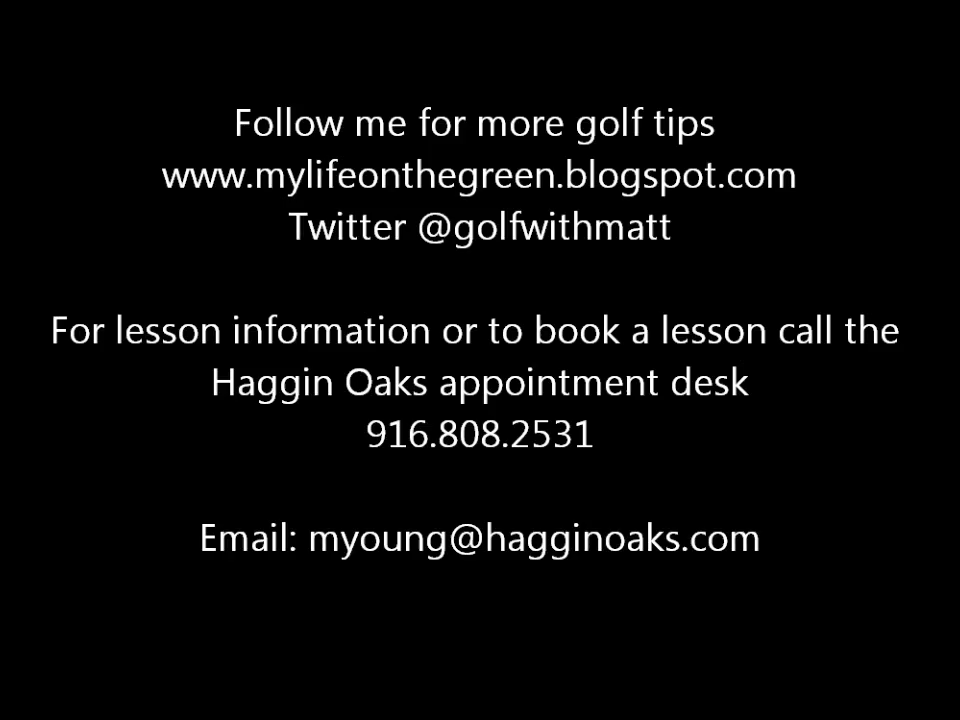 Follow me for more golf tips
www.mylifeonthegreen.blogspot.com
Twitter @golfwithmatt
For lesson information or to book a lesson call the
Haggin Oaks appointment desk
916.808.2531
Email: myoung@hagginoaks.com